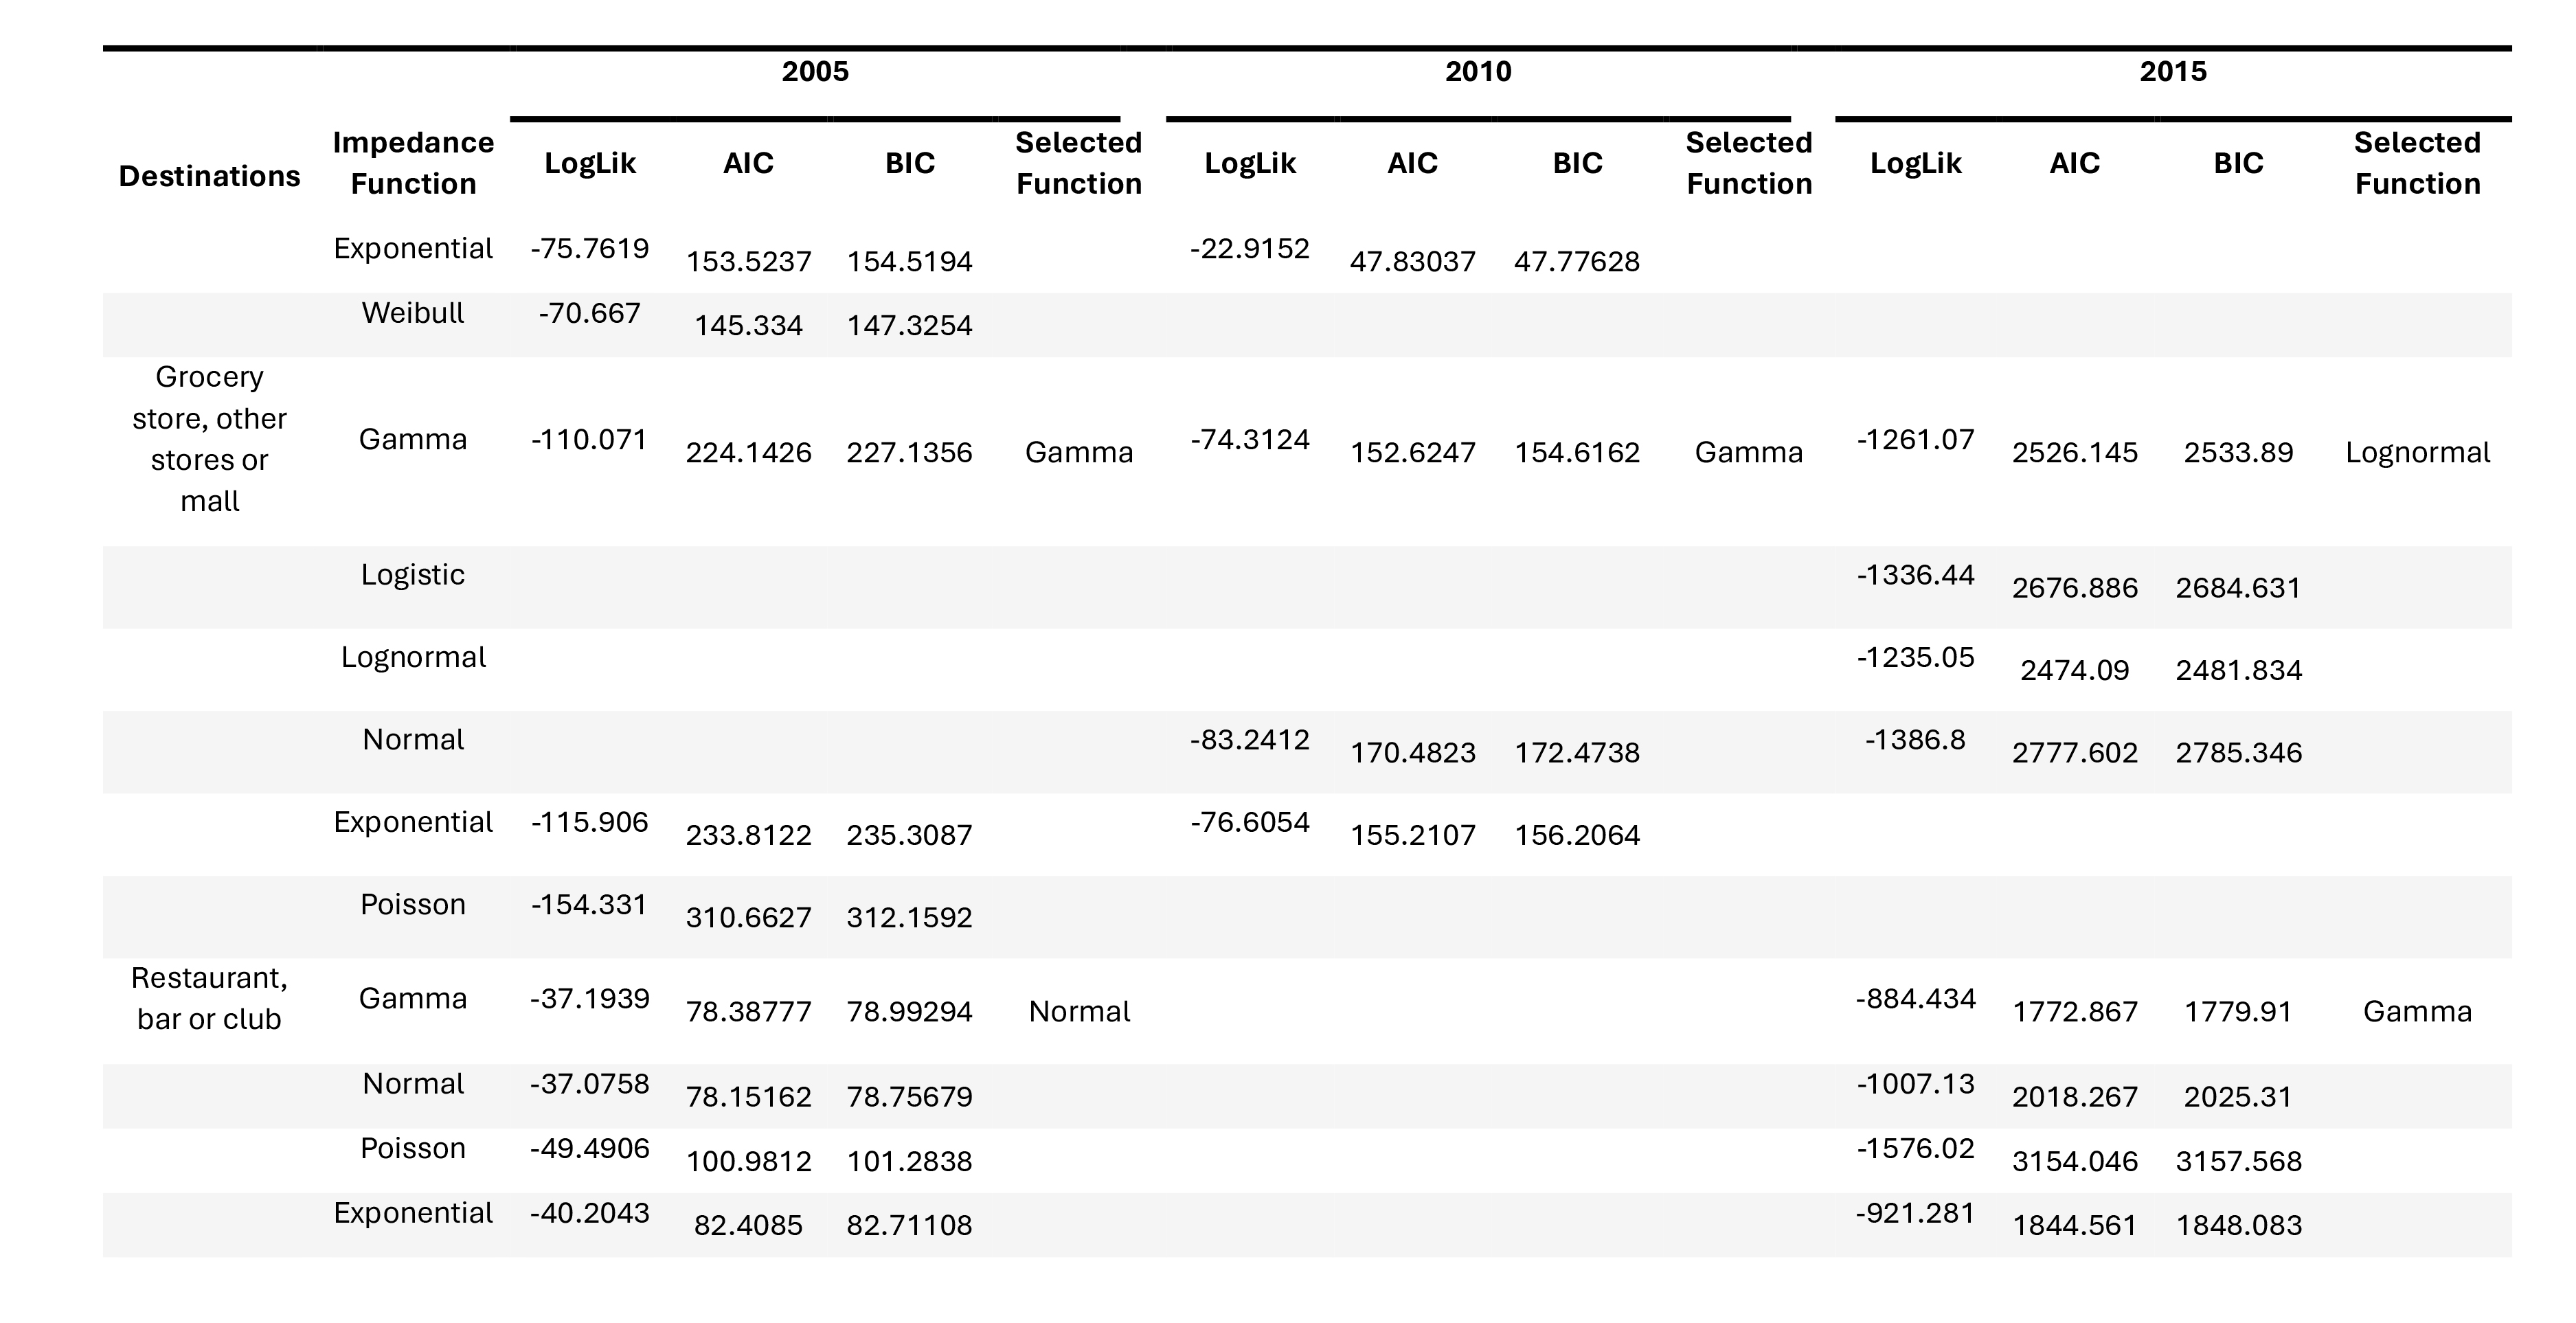 2005 2010 2015
Destinations Impedance Function LogLik AIC BIC Selected Function LogLik AIC BIC Selected Function LogLik AIC BIC Selected Function
Exponential -75.7619 153.5237 154.5194 -22.9152 47.83037 47.77628
Weibull -70.667 145.334 147.3254
Grocery store, other stores or mall Gamma -110.071 224.1426 227.1356 Gamma -74.3124 152.6247 154.6162 Gamma -1261.07 2526.145 2533.89 Lognormal
Logistic -1336.44 2676.886 2684.631
Lognormal -1235.05 2474.09 2481.834
Normal -83.2412 170.4823 172.4738 -1386.8 2777.602 2785.346
Exponential -115.906 233.8122 235.3087 -76.6054 155.2107 156.2064
Poisson -154.331 310.6627 312.1592
Restaurant, bar or club Gamma -37.1939 78.38777 78.99294 Normal -884.434 1772.867 1779.91 Gamma
Normal -37.0758 78.15162 78.75679 -1007.13 2018.267 2025.31
Poisson -49.4906 100.9812 101.2838 -1576.02 3154.046 3157.568
Exponential -40.2043 82.4085 82.71108 -921.281 1844.561 1848.083